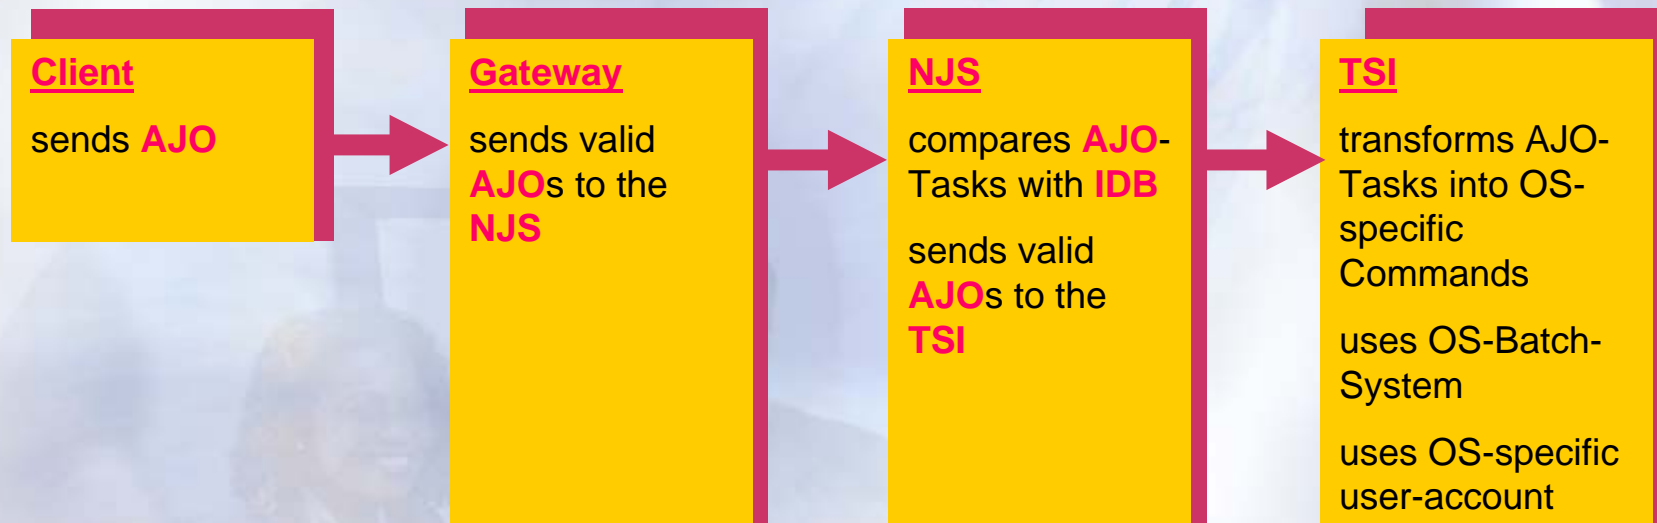 Client
sends AJO
Gateway
sends valid
AJOs to the
NJS
NJS
compares AJO-
Tasks with IDB
sends valid
AJOs to the
TSI
TSI
transforms AJO-
Tasks into OS-
specific
Commands
uses OS-Batch-
System
uses OS-specific
user-account